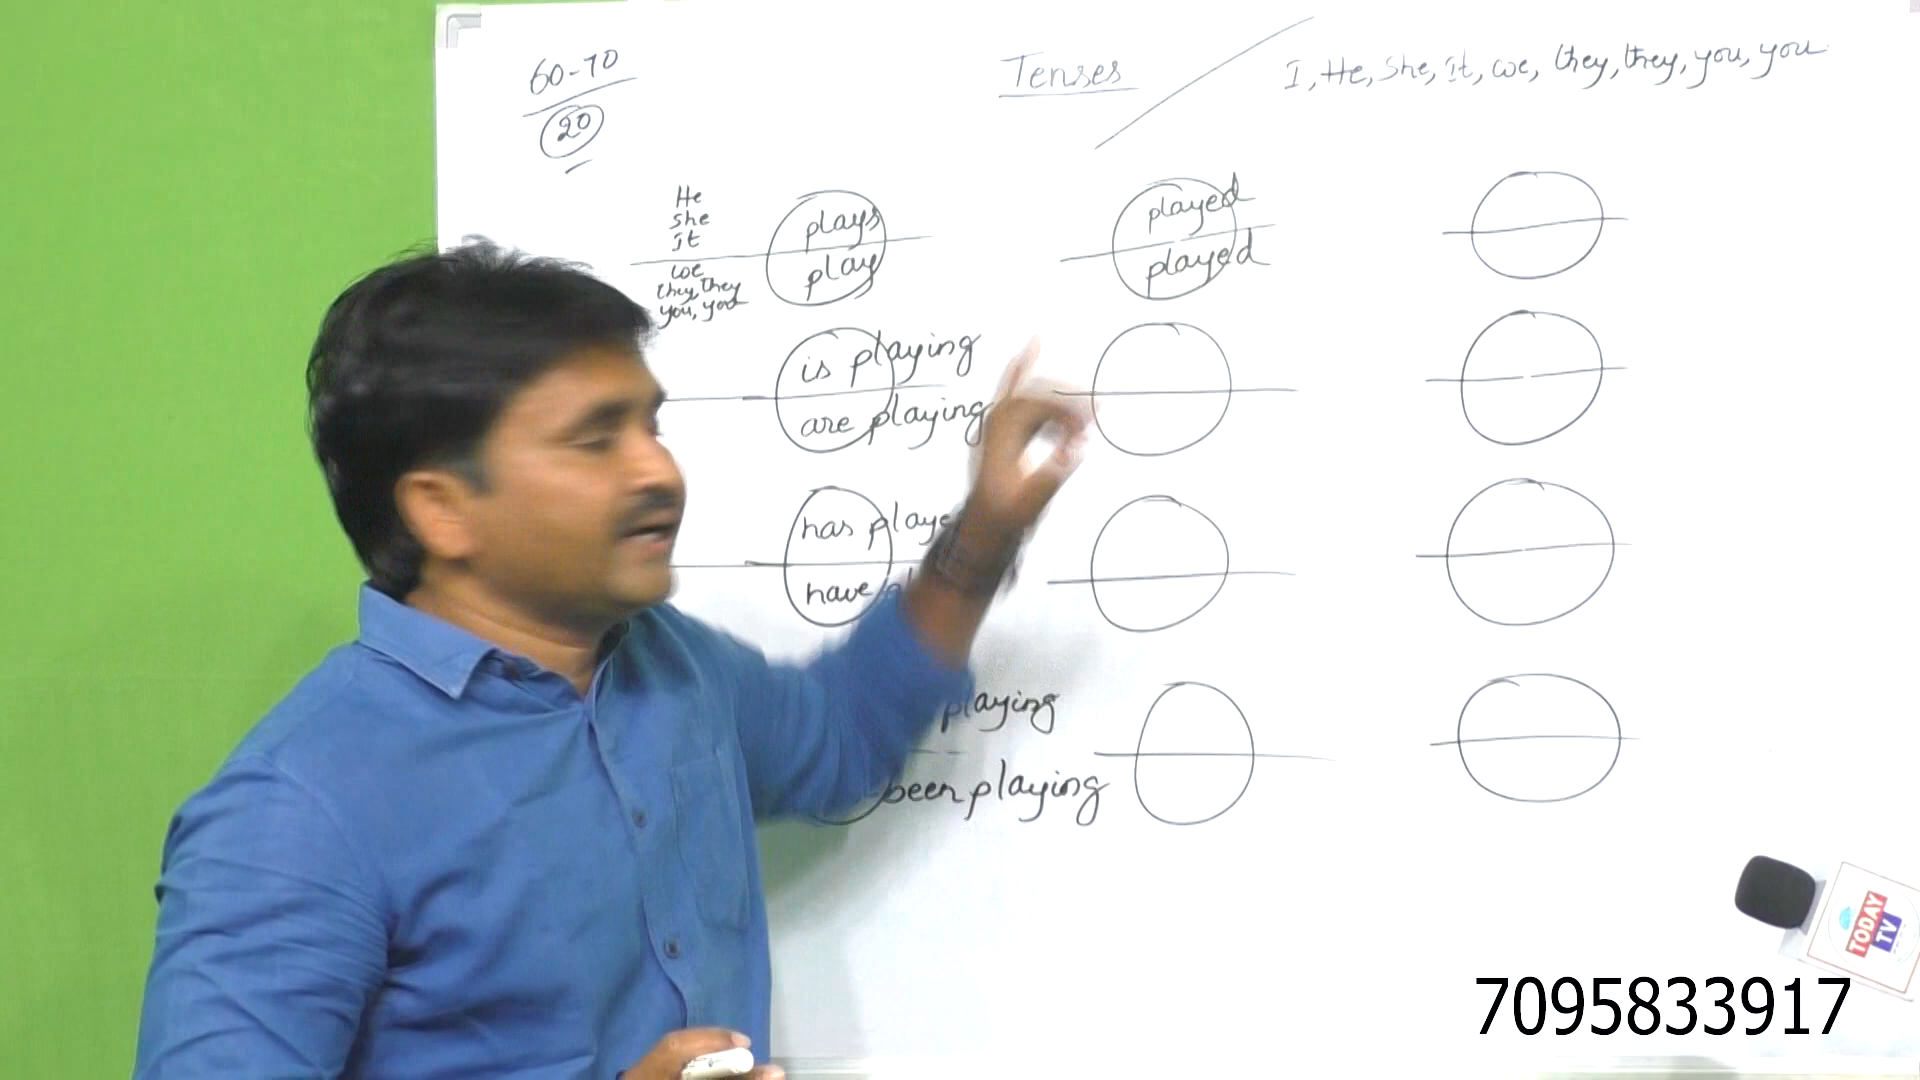 60-70
20
Tenses
I, He, She, It, we, they, they, you, you
He
She
It
we
they, they
you, you
plays
play
played
played
is playing
are playing
has
have
playing
been playing
TODAY
TV
7095833917